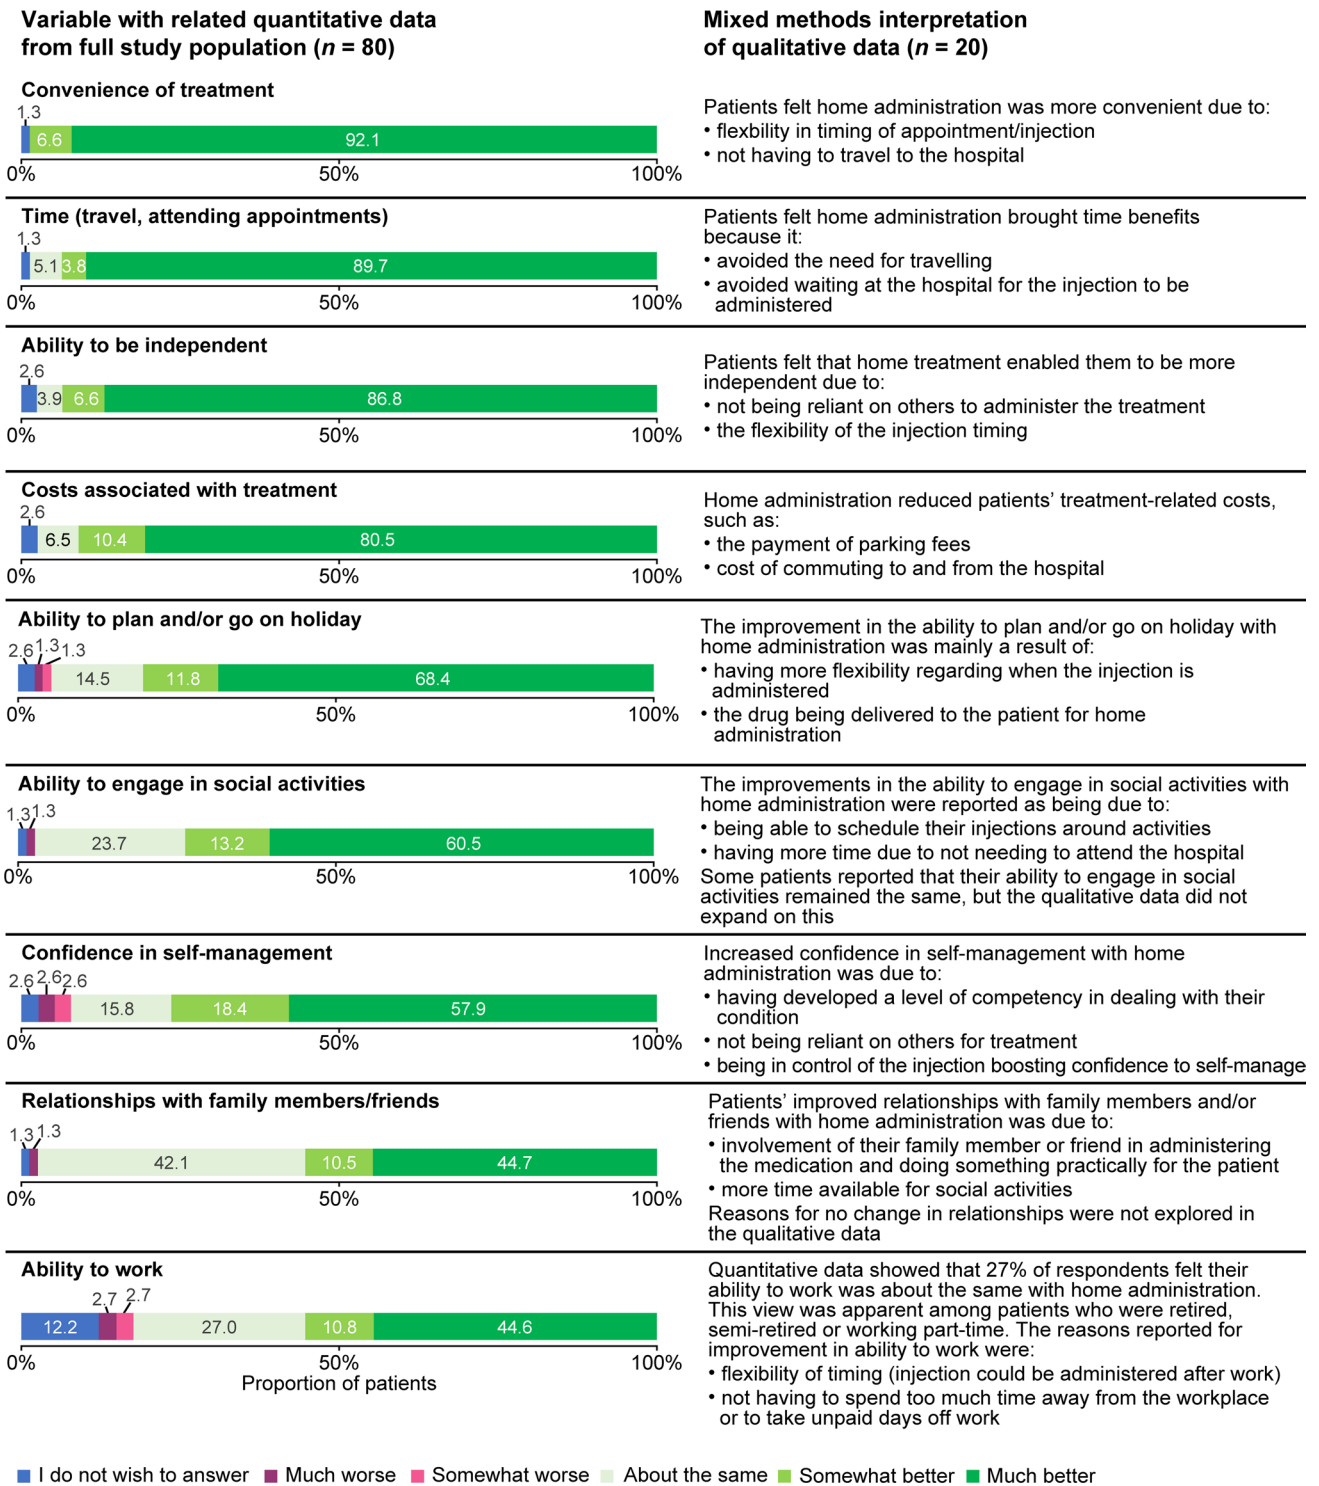 Variable with related quantitative data
from full study population (n = 80)
Mixed methods interpretation
of qualitative data (n = 20)
Convenience of treatment
1.3
6.6
92.1
0%
50%
100%
Patients felt home administration was more convenient due to:
• flexbility in timing of appointment/injection
• not having to travel to the hospital
Time (travel, attending appointments)
1.3
5.1
3.8
89.7
0%
50%
100%
Patients felt home administration brought time benefits
because it:
• avoided the need for travelling
• avoided waiting at the hospital for the injection to be
administered
Ability to be independent
2.6
3.9
6.6
86.8
0%
50%
100%
Patients felt that home treatment enabled them to be more
independent due to:
• not being reliant on others to administer the treatment
• the flexibility of the injection timing
Costs associated with treatment
2.6
6.5
10.4
80.5
0%
50%
100%
Home administration reduced patients’ treatment-related costs,
such as:
• the payment of parking fees
• cost of commuting to and from the hospital
Ability to plan and/or go on holiday
2.6
1.3
1.3
14.5
11.8
68.4
0%
50%
100%
The improvement in the ability to plan and/or go on holiday with
home administration was mainly a result of:
• having more flexibility regarding when the injection is
administered
• the drug being delivered to the patient for home
administration
Ability to engage in social activities
1.3
1.3
23.7
13.2
60.5
0%
50%
100%
The improvements in the ability to engage in social activities with
home administration were reported as being due to:
• being able to schedule their injections around activities
• having more time due to not needing to attend the hospital
Some patients reported that their ability to engage in social
activities remained the same, but the qualitative data did not
expand on this
Confidence in self-management
2.6
2.6
2.6
15.8
18.4
57.9
0%
50%
100%
Increased confidence in self-management with home
administration was due to:
• having developed a level of competency in dealing with their
condition
• not being reliant on others for treatment
• being in control of the injection boosting confidence to self-manage
Relationships with family members/friends
1.3
1.3
42.1
10.5
44.7
0%
50%
100%
Patients’ improved relationships with family members and/or
friends with home administration was due to:
• involvement of their family member or friend in administering
the medication and doing something practically for the patient
• more time available for social activities
Reasons for no change in relationships were not explored in
the qualitative data
Ability to work
2.7
2.7
12.2
27.0
10.8
44.6
0%
50%
100%
Proportion of patients
Quantitative data showed that 27% of respondents felt their
ability to work was about the same with home administration.
This view was apparent among patients who were retired,
semi-retired or working part-time. The reasons reported for
improvement in ability to work were:
• flexibility of timing (injection could be administered after work)
• not having to spend too much time away from the workplace
or to take unpaid days off work
I do not wish to answer
Much worse
Somewhat worse
About the same
Somewhat better
Much better